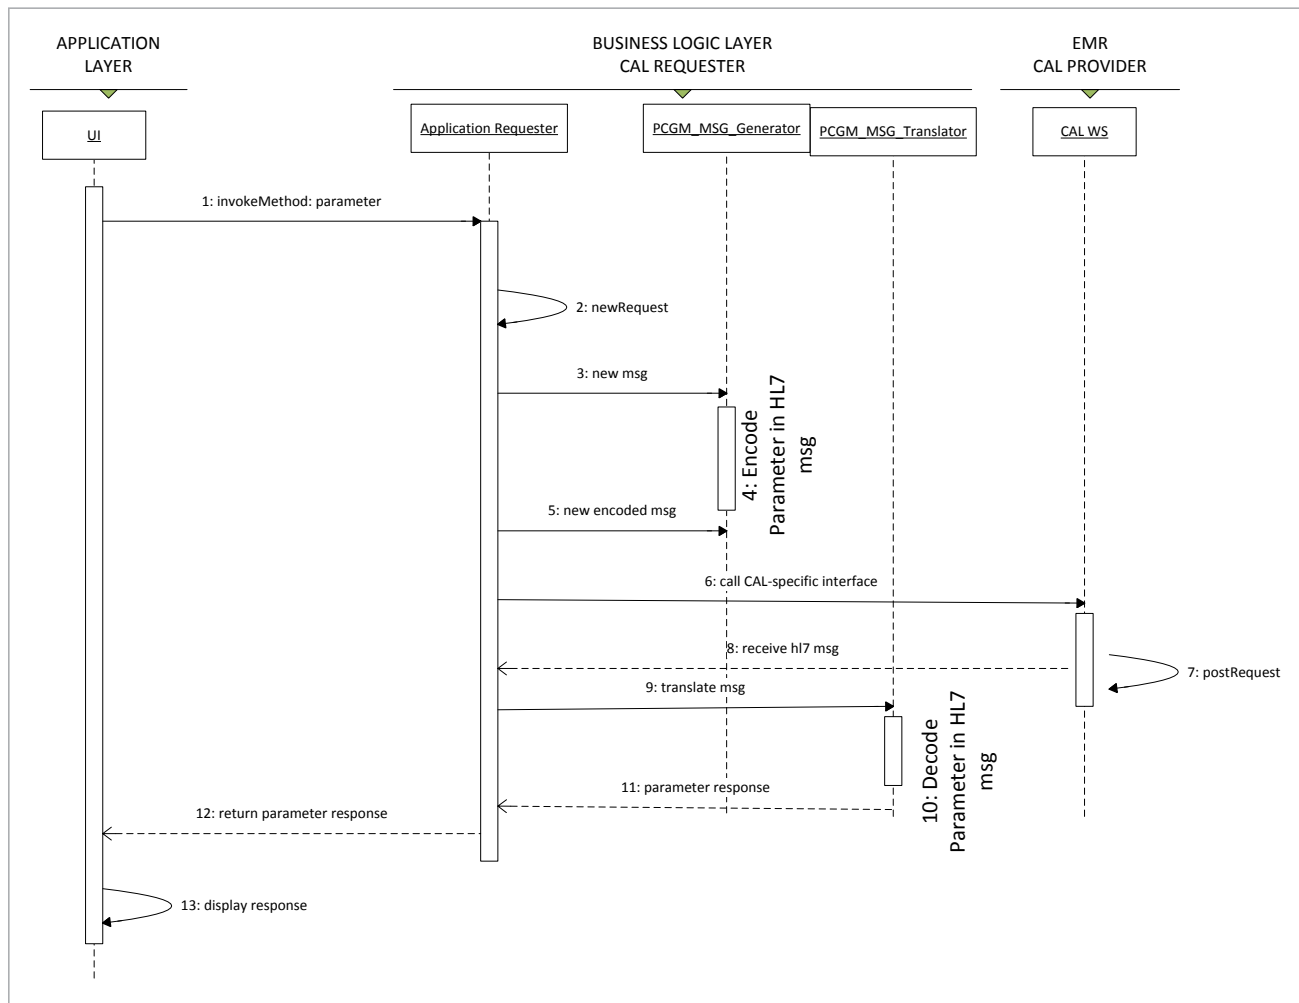 APPLICATION
LAYER
BUSINESS LOGIC LAYER
CAL REQUESTER
EMR
CAL PROVIDER
UI
Application Requester
PCGM_MSG_Generator
PCGM_MSG_Translator
CAL WS
1: invokeMethod: parameter
2: newRequest
3: new msg
4: Encode
Parameter in HL7
msg
5: new encoded msg
6: call CAL-specific interface
8: receive hl7 msg
7: postRequest
9: translate msg
10: Decode
Parameter in HL7
msg
11: parameter response
12: return parameter response
13: display response